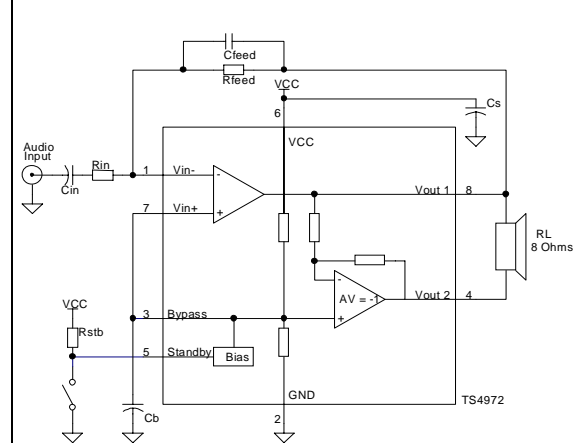 Cfeed
Rfeed
VCC
6
Cs
VCC
Audio
Input
Rin
Cin
1
Vin-
-
Vout 1
8
7
Vin+
+
RL
8 Ohms
-
AV = -1
+
Vout 2
4
VCC
Rstb
3
Bypass
5
Standby
Bias
Cb
GND
2
TS4972